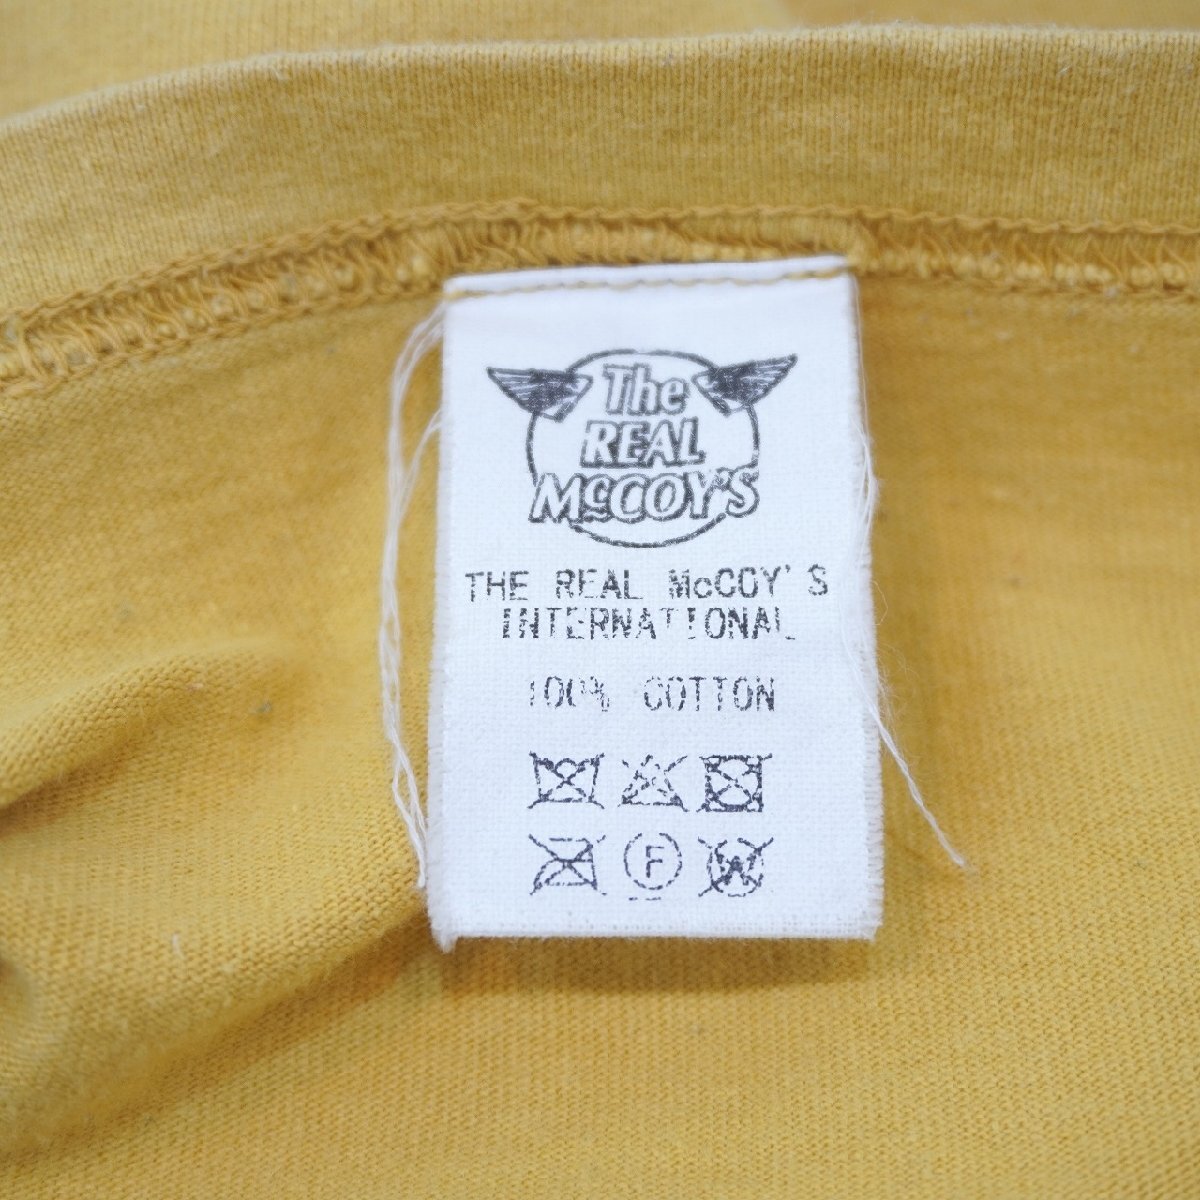 The
REAL
McCOY'S
THE REAL McCOY'S
INTERNATIONAL
100% COTTON
F W